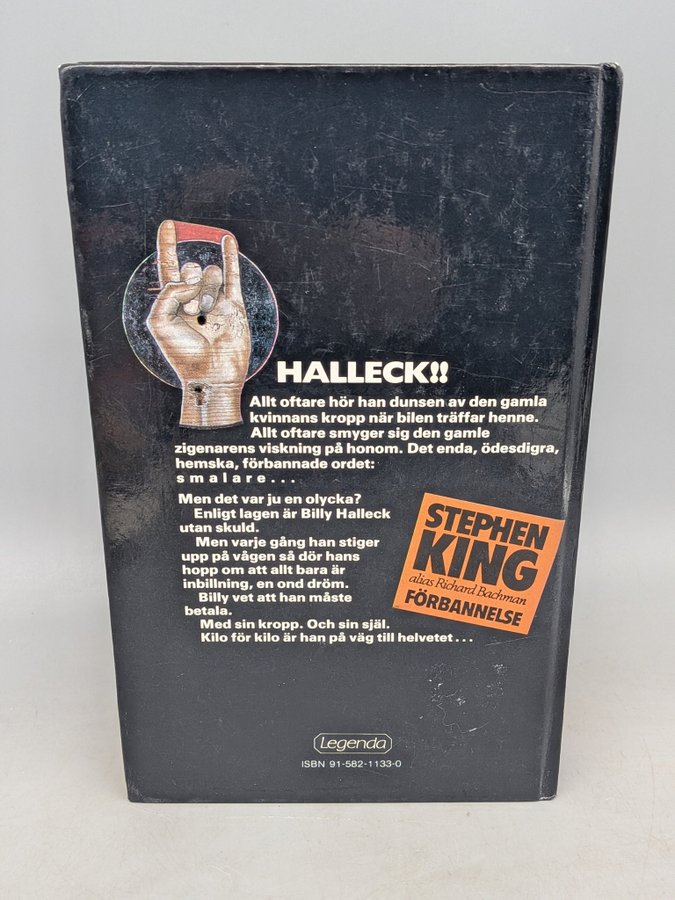 HALLECK!!
Allt oftare hör han dunsen av den gamla
kvinnans kropp när bilen träffar henne.
Allt oftare smyger sig den gamle
zigenarens viskning på honom. Det enda, ödesdigra,
hemska, förbannade ordet:
smalare...
Men det var ju en olycka?
Enligt lagen är Billy Halleck
utan skuld.
Men varje gång han stiger
upp på vågen så dör hans
hopp om att allt bara är
inbillning, en ond dröm.
Billy vet att han måste
betala.
Med sin kropp. Och sin själ.
Kilo för kilo är han på väg till helvetet...
STEPHEN
KING
alias Richard Bachman
FÖRBANNELSE
Legenda
ISBN 91-582-1133-0